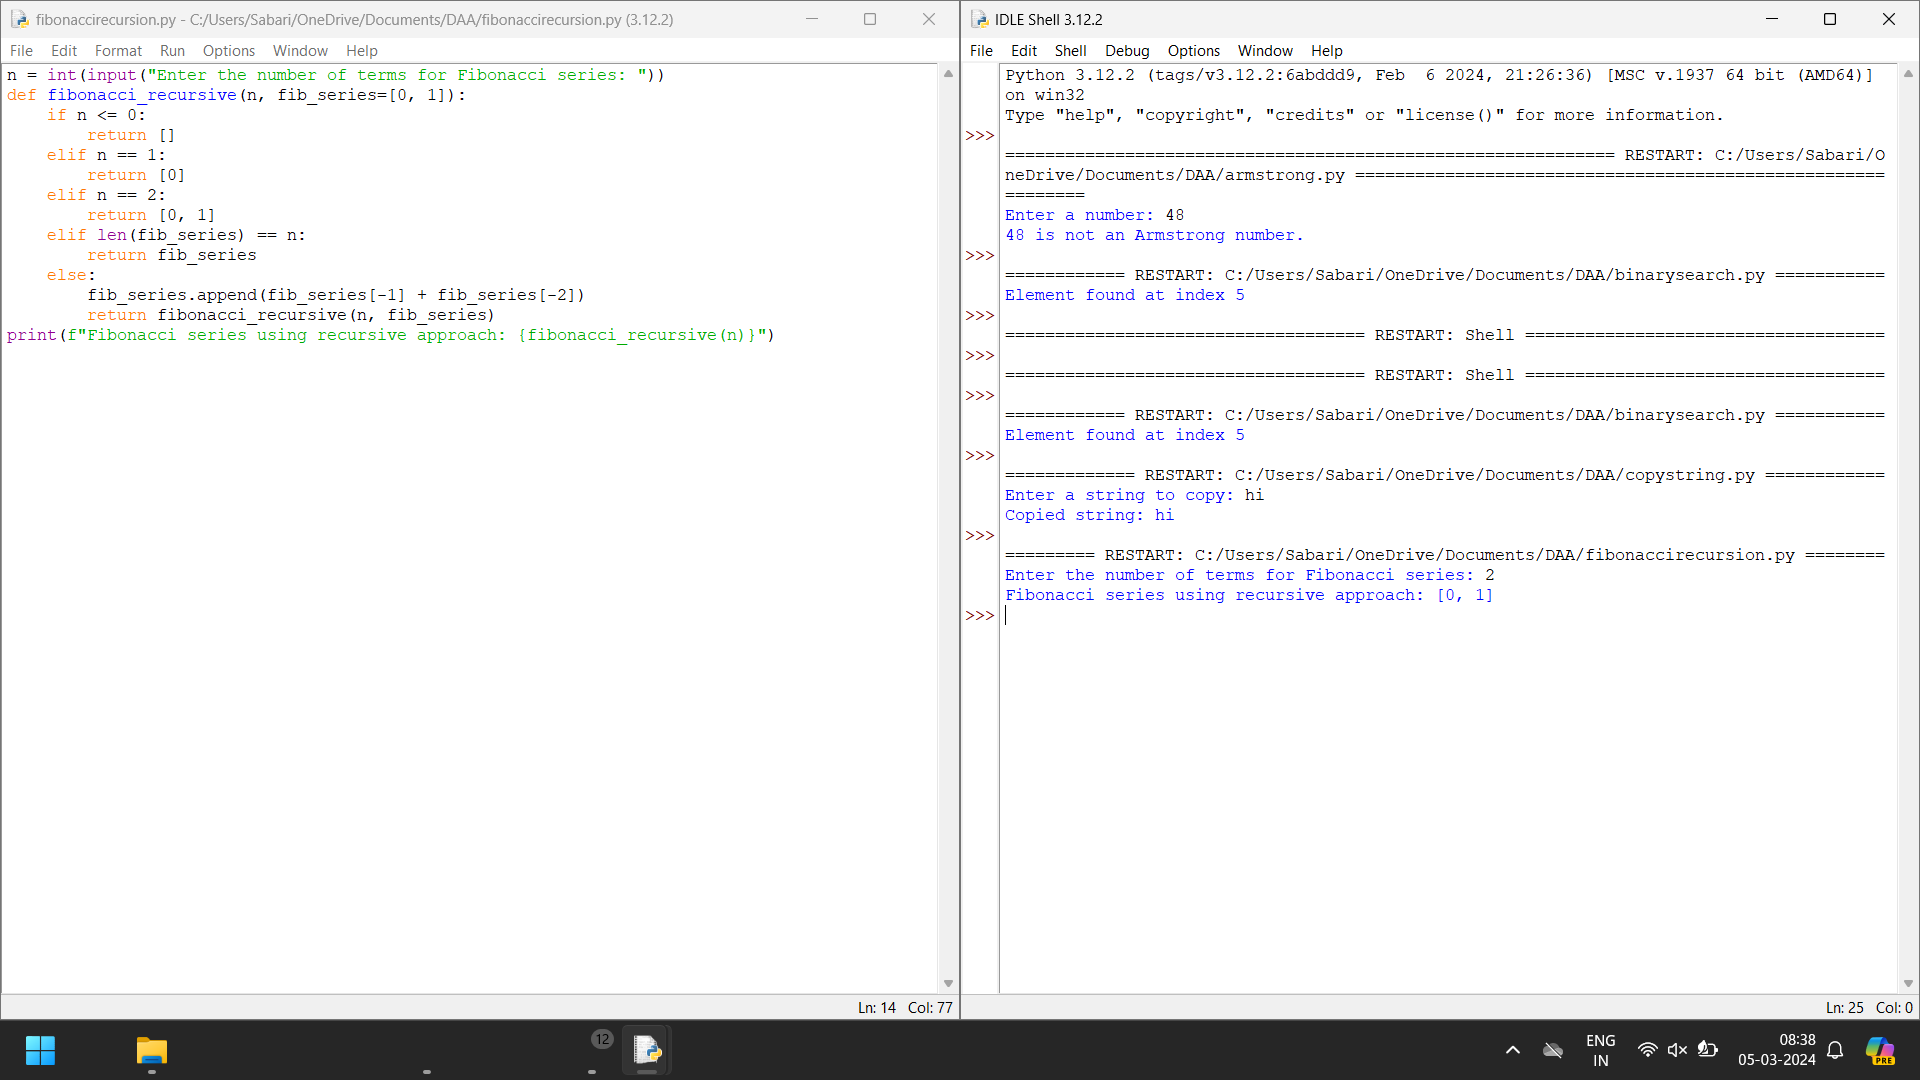 fibonaccirecursion.py - C:/Users/Sabari/OneDrive/Documents/DAA/fibonaccirecursion.py (3.12.2)
File Edit Format Run Options Window Help
n = int(input("Enter the number of terms for Fibonacci series: "))
def fibonacci_recursive(n, fib_series=[0, 1]):
    if n <= 0:
        return []
    elif n == 1:
        return [0]
    elif n == 2:
        return [0, 1]
    elif len(fib_series) == n:
        return fib_series
    else:
        fib_series.append(fib_series[-1] + fib_series[-2])
        return fibonacci_recursive(n, fib_series)
print(f"Fibonacci series using recursive approach: {fibonacci_recursive(n)}")
Ln: 14 Col: 77
IDLE Shell 3.12.2
File Edit Shell Debug Options Window Help
Python 3.12.2 (tags/v3.12.2:6abddd9, Feb  6 2024, 21:26:36) [MSC v.1937 64 bit (AMD64)]
on win32
Type "help", "copyright", "credits" or "license()" for more information.
>>>
============================================================= RESTART: C:/Users/Sabari/O
neDrive/Documents/DAA/armstrong.py =====================================================
========
Enter a number: 48
48 is not an Armstrong number.
>>>
============ RESTART: C:/Users/Sabari/OneDrive/Documents/DAA/binarysearch.py ===========
Element found at index 5
>>>
==================================== RESTART: Shell ====================================
>>>
==================================== RESTART: Shell ====================================
>>>
============ RESTART: C:/Users/Sabari/OneDrive/Documents/DAA/binarysearch.py ===========
Element found at index 5
>>>
============= RESTART: C:/Users/Sabari/OneDrive/Documents/DAA/copystring.py ============
Enter a string to copy: hi
Copied string: hi
>>>
========= RESTART: C:/Users/Sabari/OneDrive/Documents/DAA/fibonaccirecursion.py ========
Enter the number of terms for Fibonacci series: 2
Fibonacci series using recursive approach: [0, 1]
>>>
Ln: 25 Col: 0
12
ENG
IN
08:38
05-03-2024
PRE